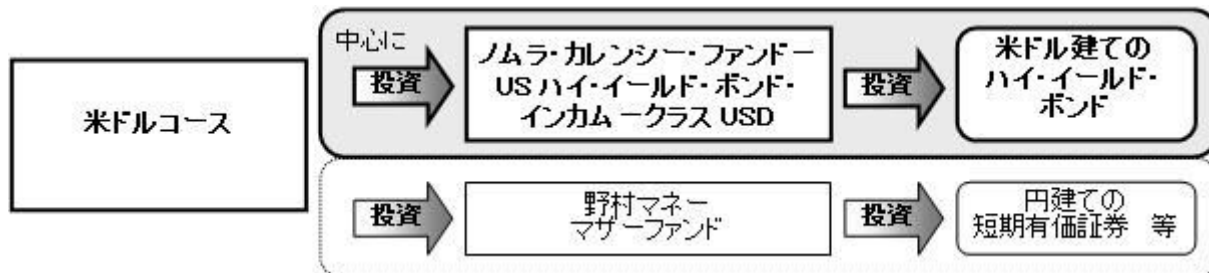 米ドルコース
中心に
投資
ノムラ・カレンシー・ファンドー
US ハイ・イールド・ボンド・
インカム ークラス USD
投資
米ドル建ての
ハイ・イールド・
ボンド
投資
野村マネー
マザーファンド
投資
円建ての
短期有価証券　等